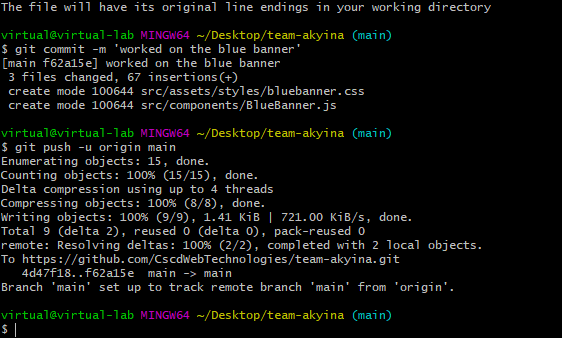 The file will have its original line endings in your working directory
virtual@virtual-lab MINGW64 ~/Desktop/team-akyina (main)
$ git commit -m 'worked on the blue banner'
[main f62a15e] worked on the blue banner
 3 files changed, 67 insertions(+)
 create mode 100644 src/assets/styles/bluebanner.css
 create mode 100644 src/components/BlueBanner.js
virtual@virtual-lab MINGW64 ~/Desktop/team-akyina (main)
$ git push -u origin main
Enumerating objects: 15, done.
Counting objects: 100% (15/15), done.
Delta compression using up to 4 threads
Compressing objects: 100% (8/8), done.
Writing objects: 100% (9/9), 1.41 KiB | 721.00 KiB/s, done.
Total 9 (delta 2), reused 0 (delta 0), pack-reused 0
remote: Resolving deltas: 100% (2/2), completed with 2 local objects.
To https://github.com/CscdWebTechnologies/team-akyina.git
   4d47f18..f62a15e  main -> main
Branch 'main' set up to track remote branch 'main' from 'origin'.
virtual@virtual-lab MINGW64 ~/Desktop/team-akyina (main)
$